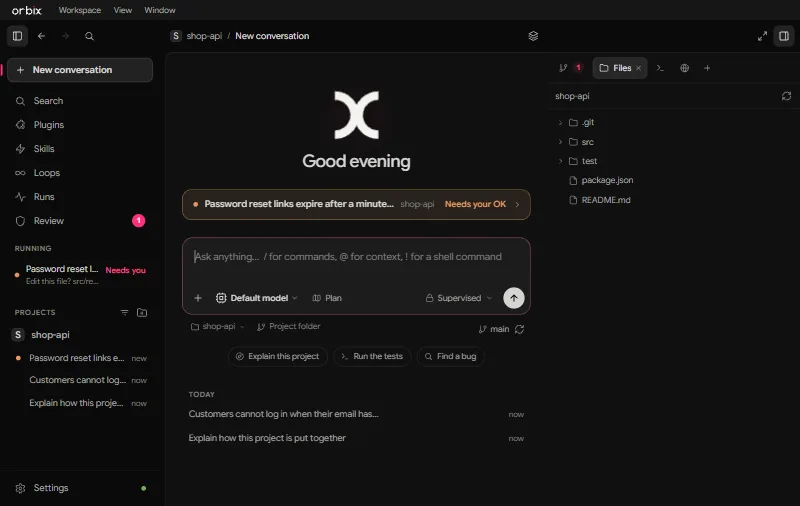 orbix Workspace View Window
S shop-api / New conversation
New conversation
Search
Plugins
Skills
Loops
Runs
Review 1
RUNNING
Password reset l... Needs you
Edit this file? src/re...
PROJECTS
S shop-api
Password reset links e... now
Customers cannot log... now
Explain how this proje... now
Settings
Good evening
Password reset links expire after a minute... shop-api Needs your OK
Ask anything... / for commands, @ for context, ! for a shell command
Default model Plan Supervised
shop-api Project folder main
Explain this project Run the tests Find a bug
TODAY
Customers cannot log in when their email has... now
Explain how this project is put together now
1 Files
shop-api
.git
src
test
package.json
README.md